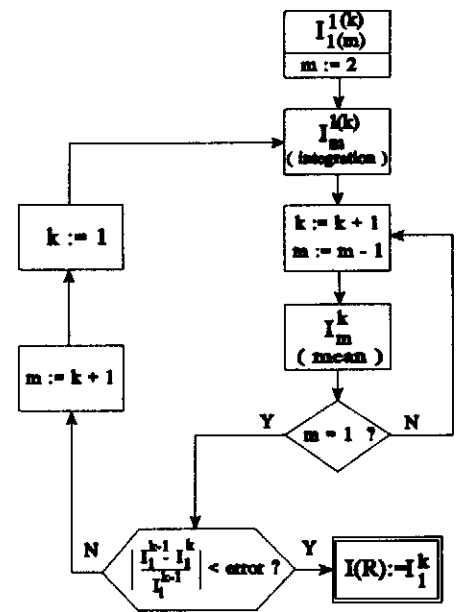 I_{1(m)}^{1(k)}
m := 2
I_m^{1(k)}
( integration )
k := 1
k := k + 1
m := m - 1
I_m^k
( mean )
m := k + 1
Y
m = 1 ?
N
N
| (I_1^{k-1} - I_1^k) / I_1^{k-1} | < error ?
Y
I(R):=I_1^k